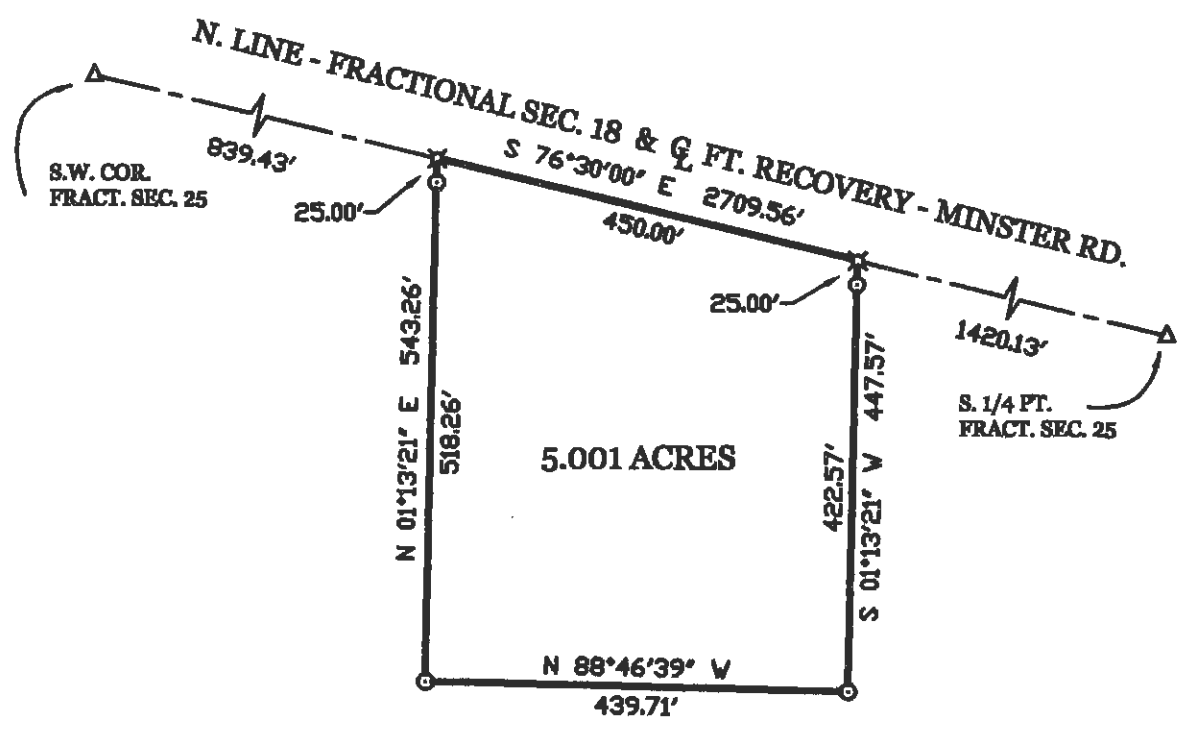 N. LINE - FRACTIONAL SEC. 18 & ℄ FT. RECOVERY - MINSTER RD.
839.43'
S 76°30'00" E 2709.56'
S.W. COR.
FRACT. SEC. 25
25.00'
450.00'
25.00'
1420.13'
N 01°13'21" E 543.26'
518.26'
S. 1/4 PT.
FRACT. SEC. 25
5.001 ACRES
422.57'
S 01°13'21" W 447.57'
N 88°46'39" W
439.71'